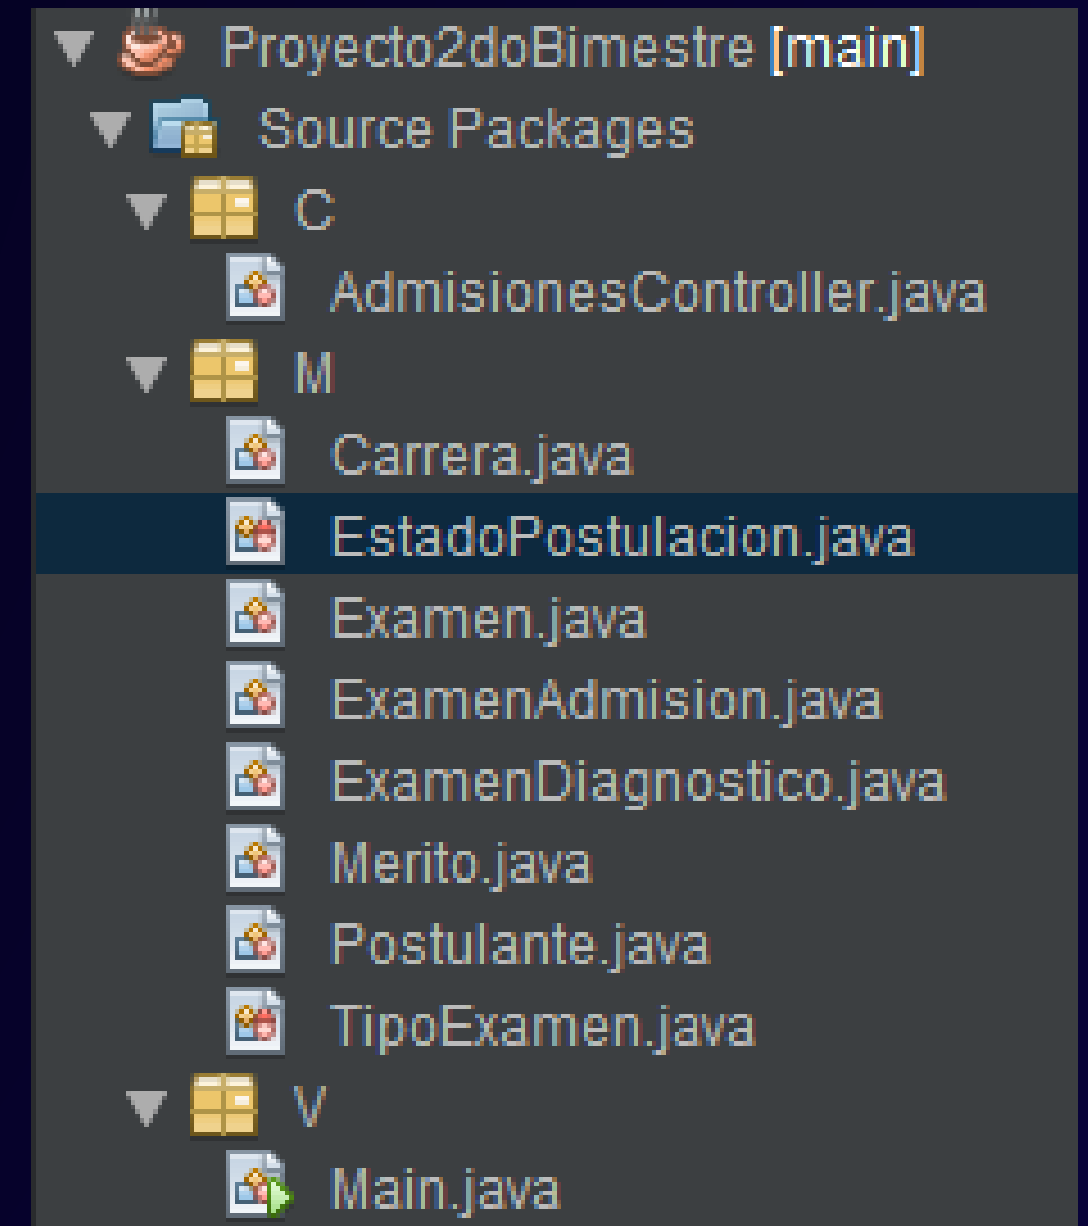 Proyecto2doBimestre [main]
Source Packages
C
AdmisionesController.java
M
Carrera.java
EstadoPostulacion.java
Examen.java
ExamenAdmision.java
ExamenDiagnostico.java
Merito.java
Postulante.java
TipoExamen.java
V
Main.java